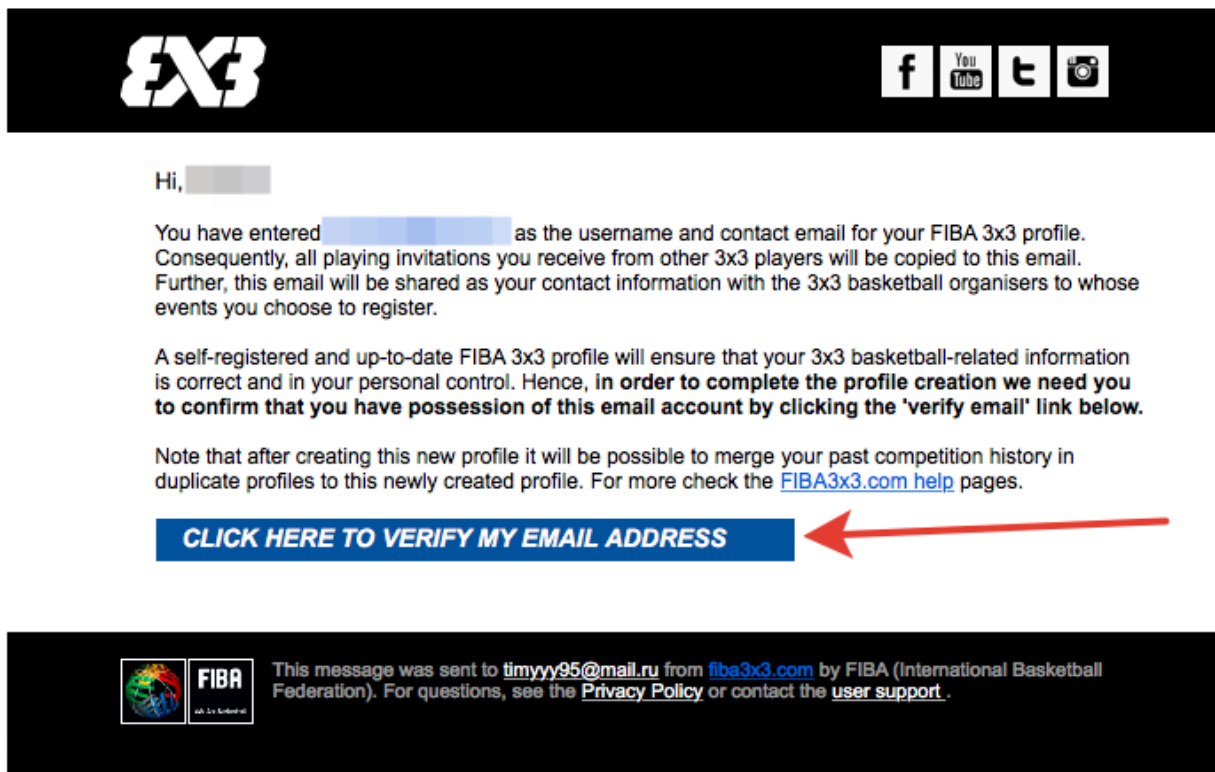 3X3
f You Tube t
Hi,
You have entered as the username and contact email for your FIBA 3x3 profile.
Consequently, all playing invitations you receive from other 3x3 players will be copied to this email.
Further, this email will be shared as your contact information with the 3x3 basketball organisers to whose
events you choose to register.
A self-registered and up-to-date FIBA 3x3 profile will ensure that your 3x3 basketball-related information
is correct and in your personal control. Hence, in order to complete the profile creation we need you
to confirm that you have possession of this email account by clicking the 'verify email' link below.
Note that after creating this new profile it will be possible to merge your past competition history in
duplicate profiles to this newly created profile. For more check the FIBA3x3.com help pages.
CLICK HERE TO VERIFY MY EMAIL ADDRESS
FIBA
This message was sent to timyyy95@mail.ru from fiba3x3.com by FIBA (International Basketball
Federation). For questions, see the Privacy Policy or contact the user support .